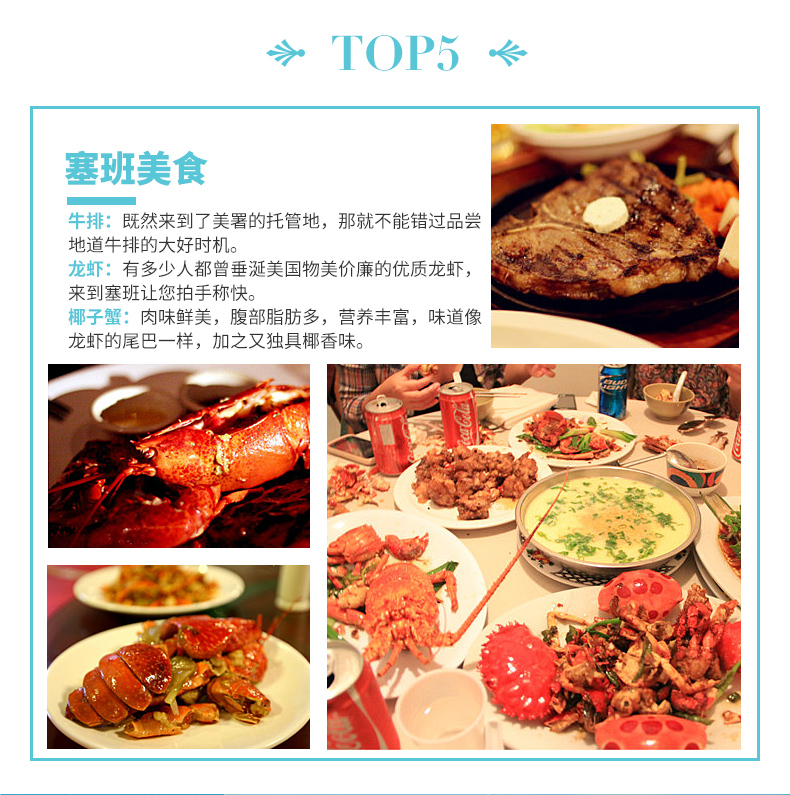 TOP5
塞班美食
牛排：既然来到了美署的托管地，那就不能错过品尝
地道牛排的大好时机。
龙虾：有多少人都曾垂涎美国物美价廉的优质龙虾，
来到塞班让您拍手称快。
椰子蟹：肉味鲜美，腹部脂肪多，营养丰富，味道像
龙虾的尾巴一样，加之又独具椰香味。
Coca-Cola
BUD
LIGHT